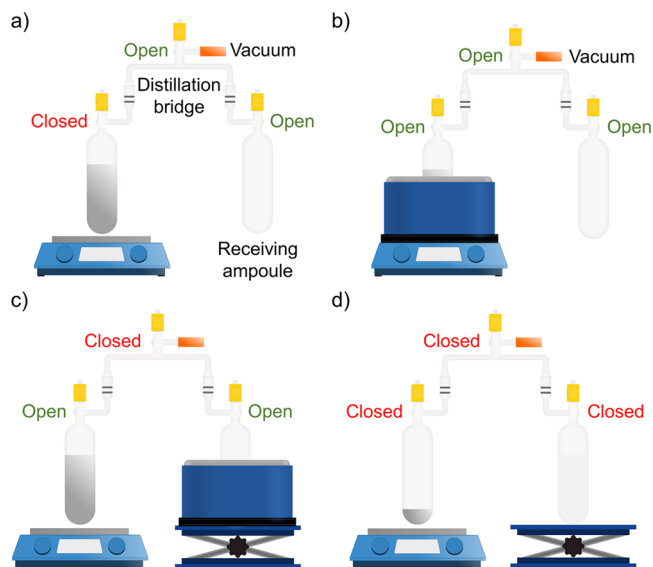 a)
Open
Vacuum
Distillation
bridge
Closed
Open
Receiving
ampoule
b)
Open
Vacuum
Open
Open
c)
Closed
Open
Open
d)
Closed
Closed
Closed